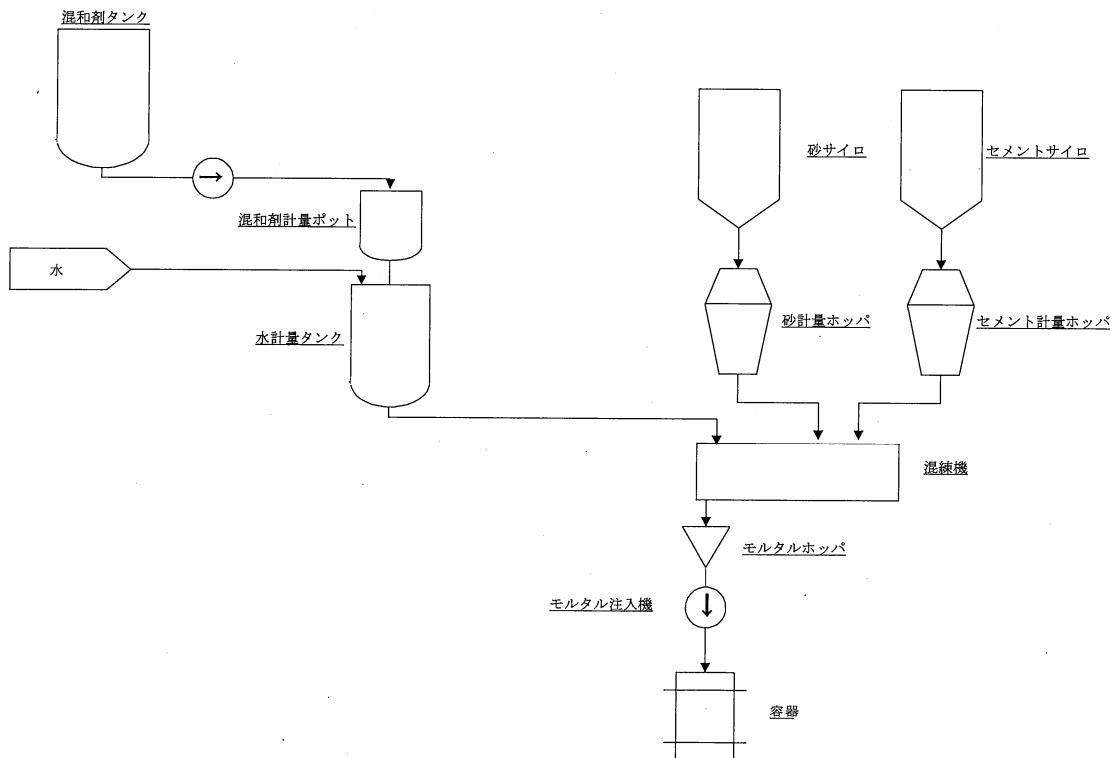 混和剤タンク
砂サイロ
セメントサイロ
混和剤計量ポット
水
砂計量ホッパ
セメント計量ホッパ
水計量タンク
混練機
モルタルホッパ
モルタル注入機
容器